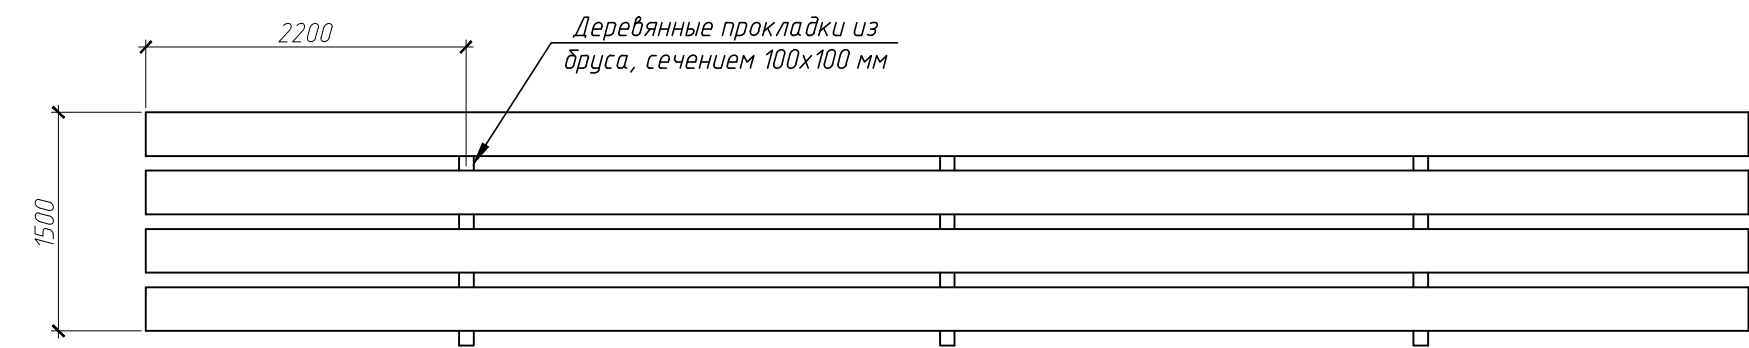 2200
Деревянные прокладки из
бруса, сечением 100х100 мм
1500